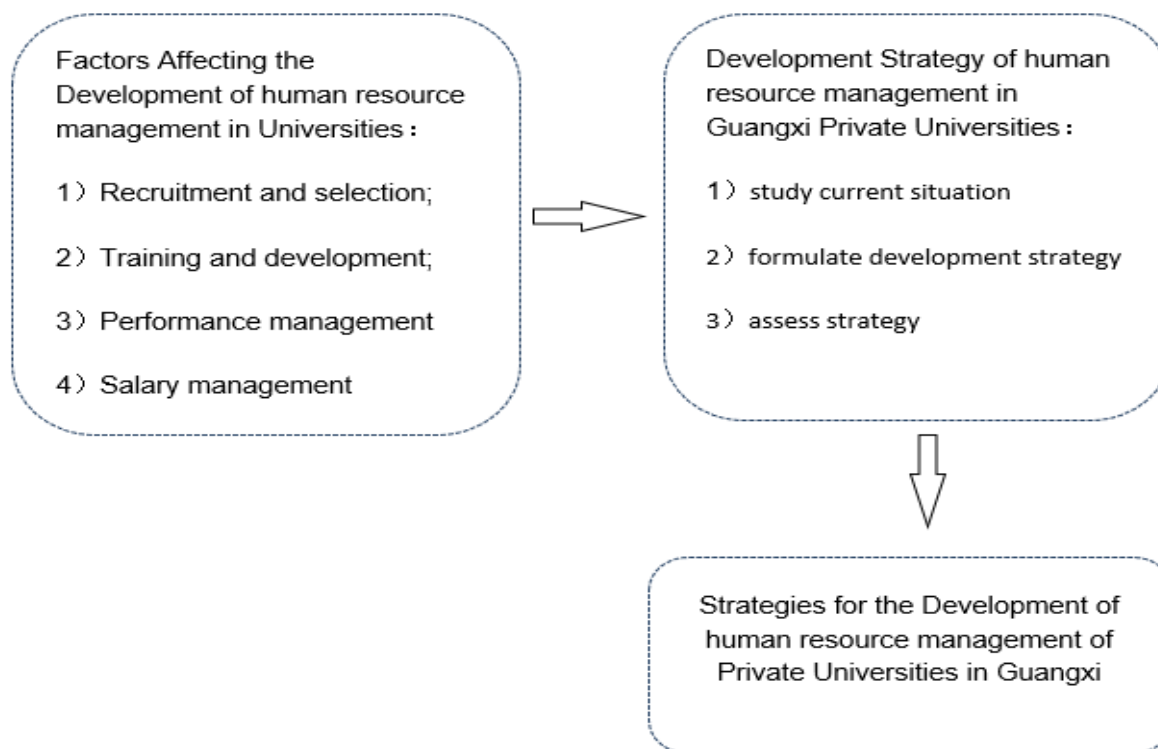 Factors Affecting the
Development of human resource
management in Universities：
1）Recruitment and selection;
2）Training and development;
3）Performance management
4）Salary management
Development Strategy of human
resource management in
Guangxi Private Universities：
1）study current situation
2）formulate development strategy
3）assess strategy
Strategies for the Development of
human resource management of
Private Universities in Guangxi